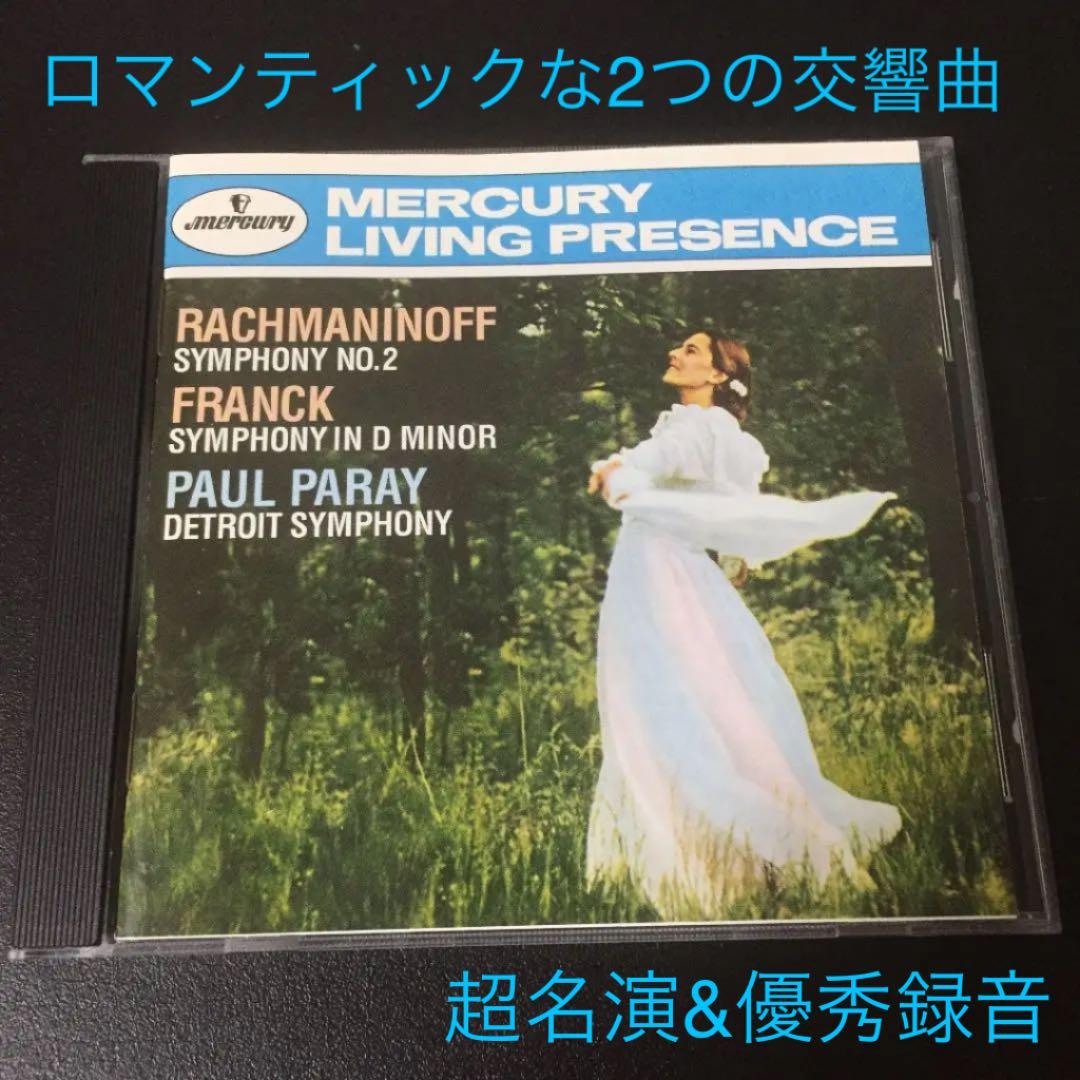 ロマンティックな2つの交響曲
mercury
MERCURY
LIVING PRESENCE
RACHMANINOFF
SYMPHONY NO.2
FRANCK
SYMPHONY IN D MINOR
PAUL PARAY
DETROIT SYMPHONY
超名演&優秀録音